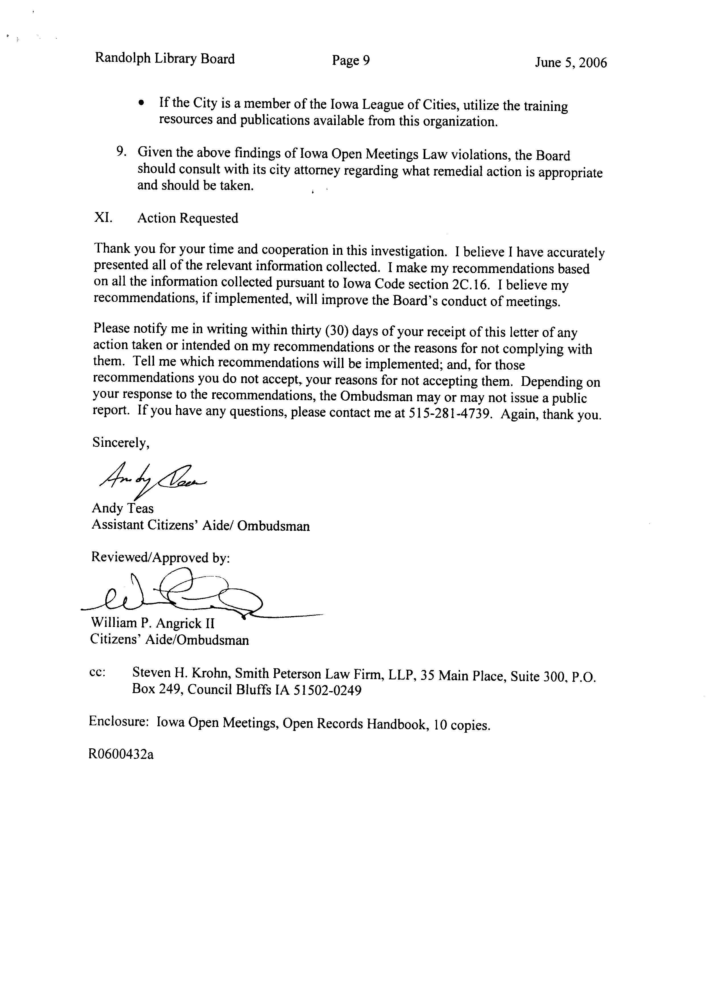 Randolph Library Board Page 9 June 5, 2006
• If the City is a member of the Iowa League of Cities, utilize the training
resources and publications available from this organization.
9. Given the above findings of Iowa Open Meetings Law violations, the Board
should consult with its city attorney regarding what remedial action is appropriate
and should be taken.
XI. Action Requested
Thank you for your time and cooperation in this investigation. I believe I have accurately
presented all of the relevant information collected. I make my recommendations based
on all the information collected pursuant to Iowa Code section 2C.16. I believe my
recommendations, if implemented, will improve the Board's conduct of meetings.
Please notify me in writing within thirty (30) days of your receipt of this letter of any
action taken or intended on my recommendations or the reasons for not complying with
them. Tell me which recommendations will be implemented; and, for those
recommendations you do not accept, your reasons for not accepting them. Depending on
your response to the recommendations, the Ombudsman may or may not issue a public
report. If you have any questions, please contact me at 515-281-4739. Again, thank you.
Sincerely,
Andy Teas
Andy Teas
Assistant Citizens' Aide/ Ombudsman
Reviewed/Approved by:
William P. Angrick II
Citizens' Aide/Ombudsman
cc: Steven H. Krohn, Smith Peterson Law Firm, LLP, 35 Main Place, Suite 300, P.O.
Box 249, Council Bluffs IA 51502-0249
Enclosure: Iowa Open Meetings, Open Records Handbook, 10 copies.
R0600432a